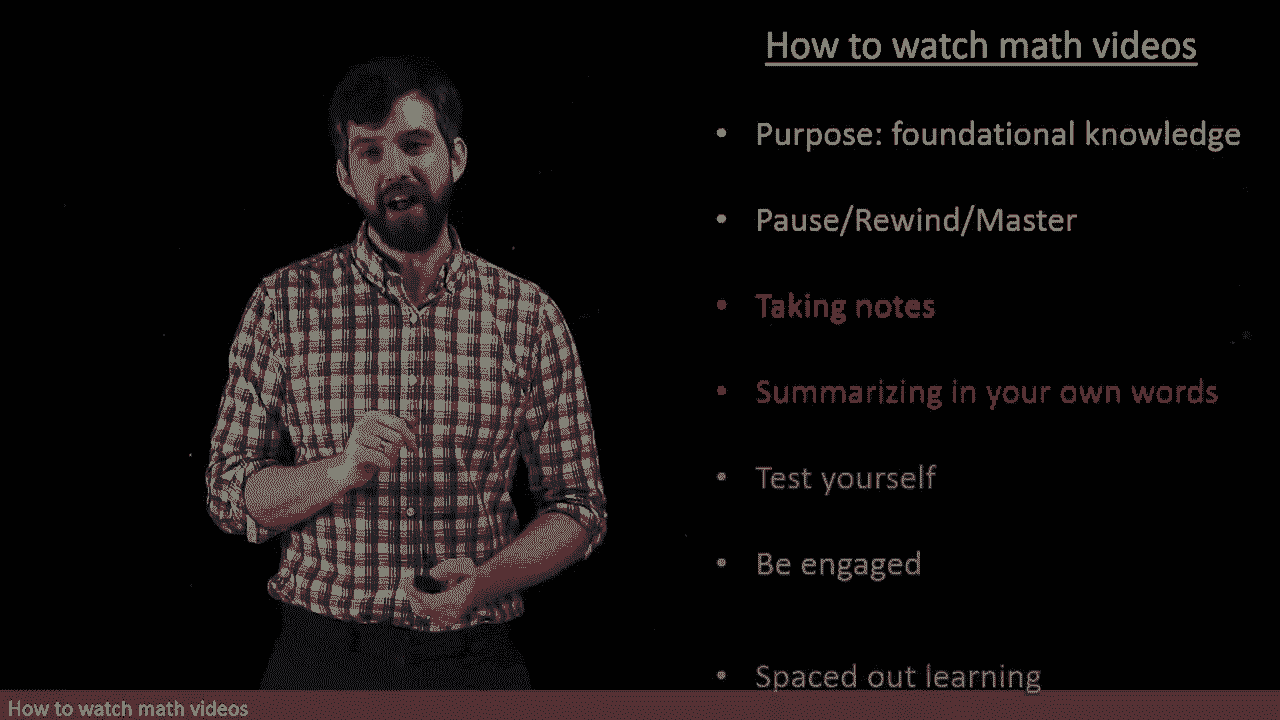 How to watch math videos
• Purpose: foundational knowledge
• Pause/Rewind/Master
• Taking notes
• Summarizing in your own words
• Test yourself
• Be engaged
• Spaced out learning
How to watch math videos